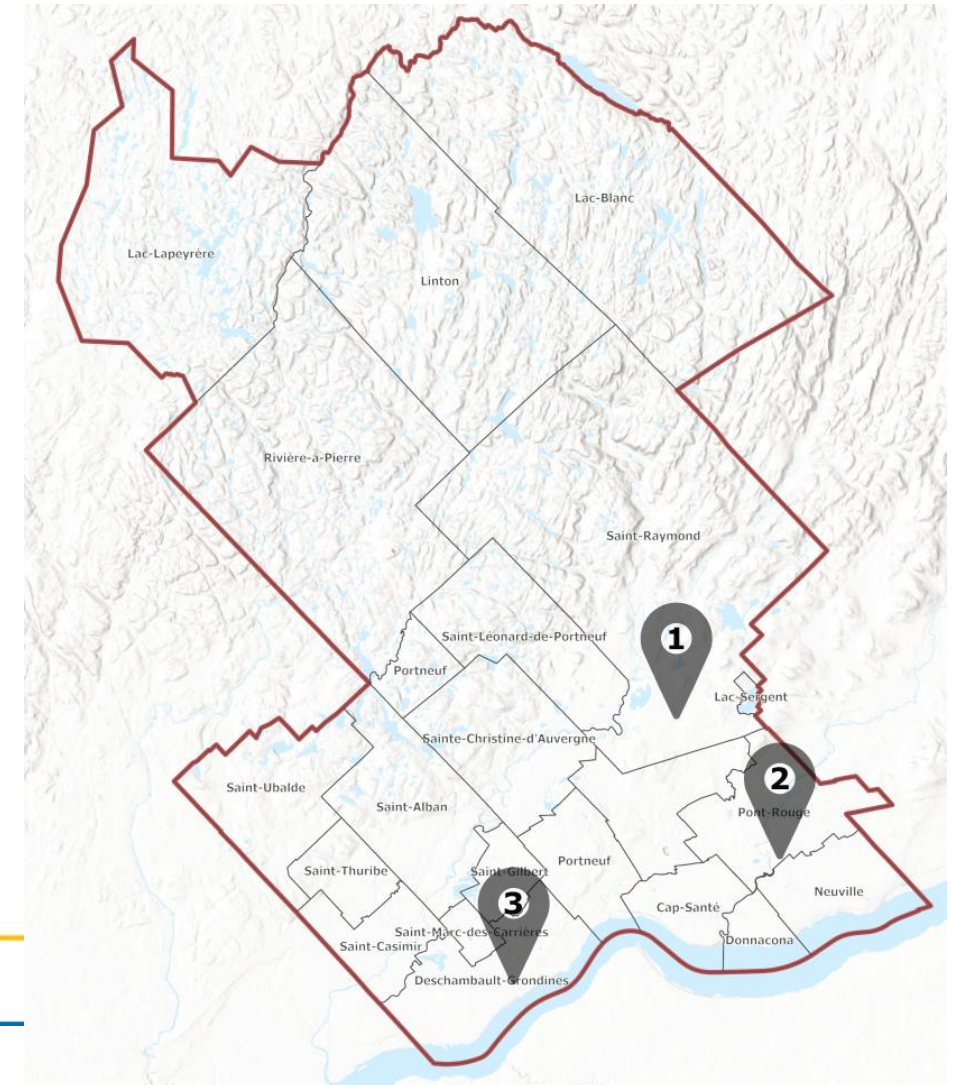 Lac-Blanc
Lac-Lapeyrère
Linton
Rivière-à-Pierre
Saint-Raymond
1
Saint-Léonard-de-Portneuf
Portneuf
Lac-Sergent
Sainte-Christine-d'Auvergne
2
Saint-Ubalde
Saint-Alban
Pont-Rouge
Portneuf
Saint-Thuribe
Saint-Gilbert
Neuville
3
Cap-Santé
Saint-Marc-des-Carrières
Donnacona
Saint-Casimir
Deschambault-Grondines